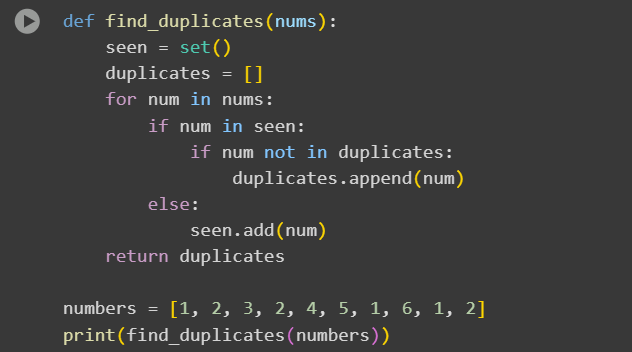 def find_duplicates(nums):
    seen = set()
    duplicates = []
    for num in nums:
        if num in seen:
            if num not in duplicates:
                duplicates.append(num)
        else:
            seen.add(num)
    return duplicates

numbers = [1, 2, 3, 2, 4, 5, 1, 6, 1, 2]
print(find_duplicates(numbers))